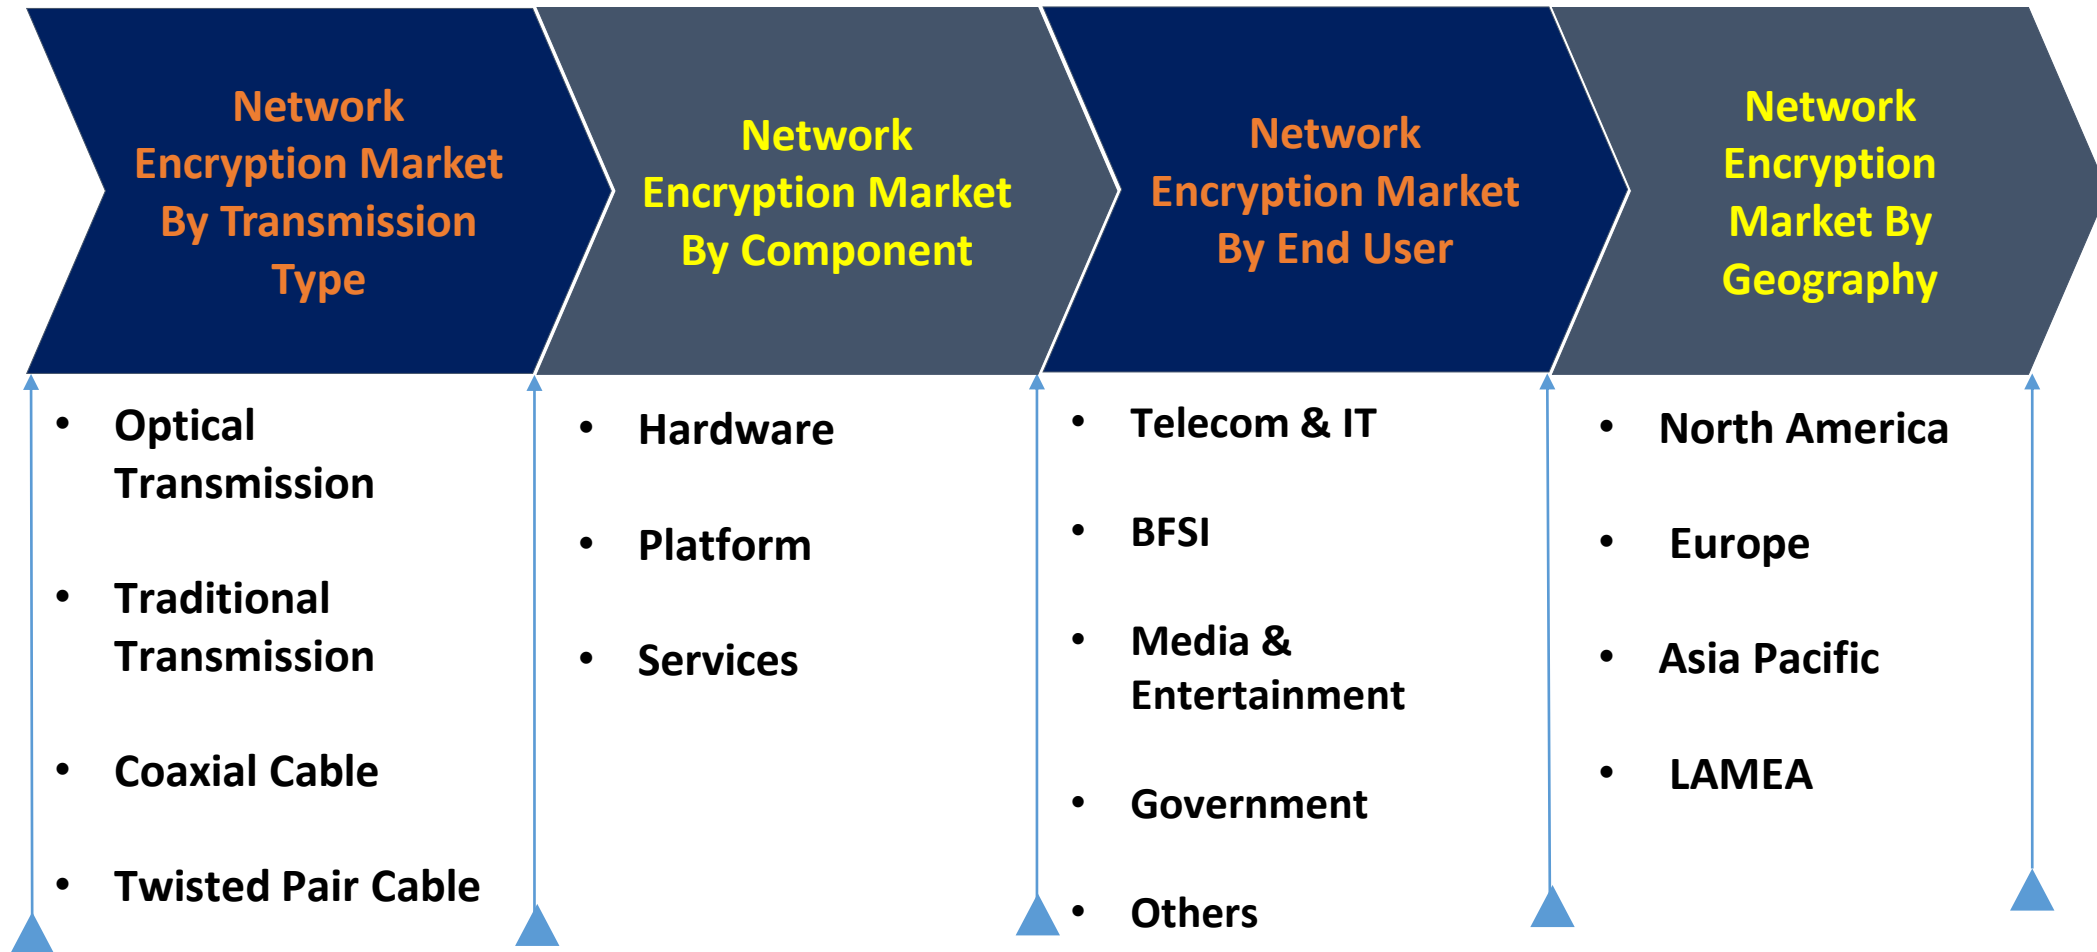 Network
Encryption Market
By Transmission
Type
Network
Encryption Market
By Component
Network
Encryption Market
By End User
Network
Encryption
Market By
Geography
• Optical
Transmission
• Traditional
Transmission
• Coaxial Cable
• Twisted Pair Cable
• Hardware
• Platform
• Services
• Telecom & IT
• BFSI
• Media &
Entertainment
• Government
• Others
• North America
• Europe
• Asia Pacific
• LAMEA